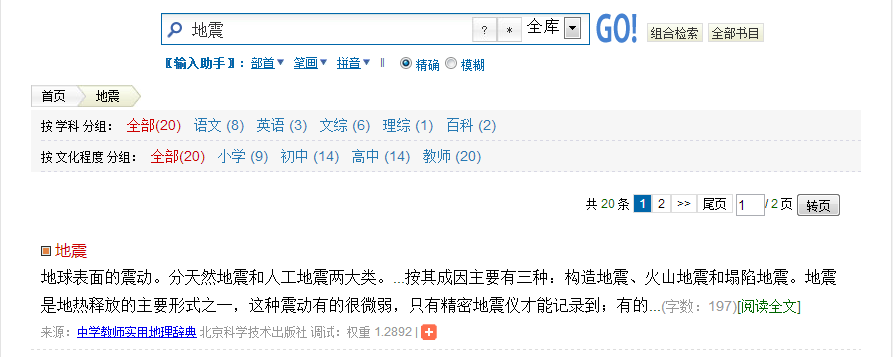 地震 ? * 全库 GO! 组合检索 全部书目
【输入助手】: 部首 笔画 拼音 ‖ 精确 模糊
首页 地震
按 学科 分组: 全部(20) 语文 (8) 英语 (3) 文综 (6) 理综 (1) 百科 (2)
按 文化程度 分组: 全部(20) 小学 (9) 初中 (14) 高中 (14) 教师 (20)
共 20 条 1 2 >> 尾页 1 / 2 页 转页
地震
地球表面的震动。分天然地震和人工地震两大类。...按其成因主要有三种：构造地震、火山地震和塌陷地震。地震
是地热释放的主要形式之一，这种震动有的很微弱，只有精密地震仪才能记录到；有的...(字数：197)[阅读全文]
来源：中学教师实用地理辞典 北京科学技术出版社 调试：权重 1.2892 | +